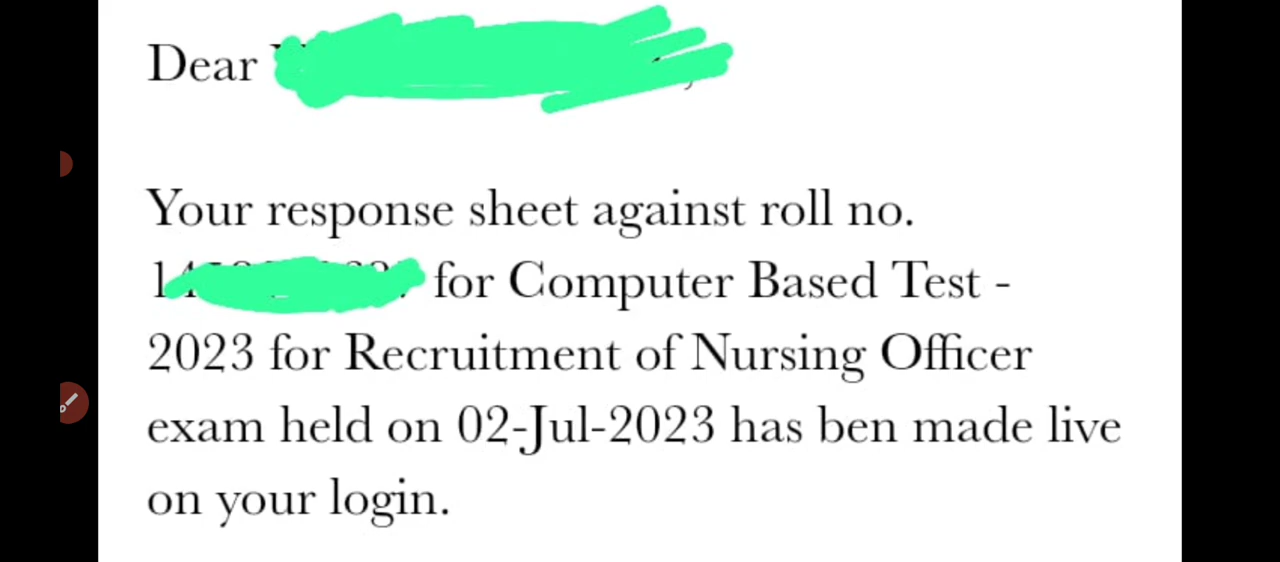 Dear
Your response sheet against roll no.
for Computer Based Test -
2023 for Recruitment of Nursing Officer
exam held on 02-Jul-2023 has ben made live
on your login.